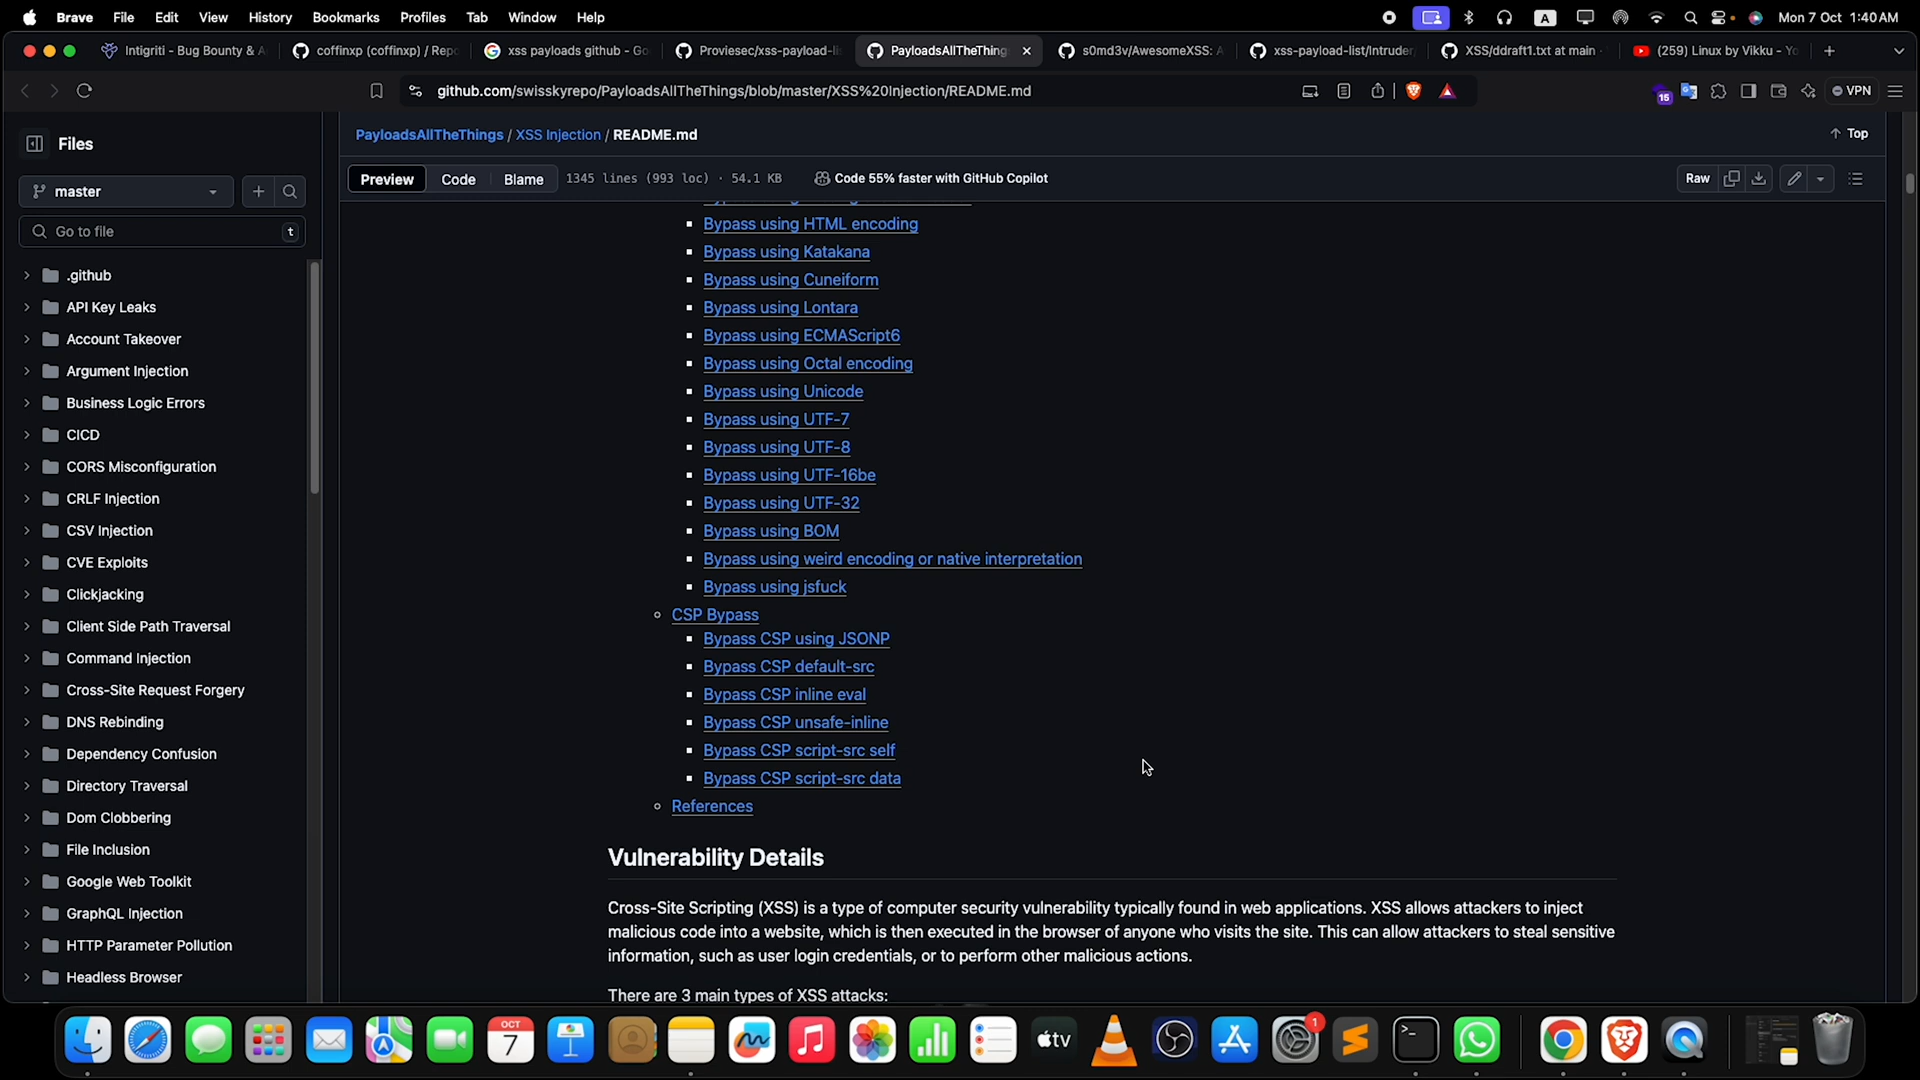 Brave File Edit View History Bookmarks Profiles Tab Window Help
A
Mon 7 Oct 1:40 AM
Intigriti - Bug Bounty & A
coffinxp (coffinxp) / Repo
xss payloads github - Go
Proviesec/xss-payload-li
PayloadsAllTheThing
s0md3v/AwesomeXSS: A
xss-payload-list/Intruder
XSS/ddraft1.txt at main ·
(259) Linux by Vikku - Yo
github.com/swisskyrepo/PayloadsAllTheThings/blob/master/XSS%20Injection/README.md
15
VPN
Files
PayloadsAllTheThings / XSS Injection / README.md
Top
master
Preview Code Blame 1345 lines (993 loc) · 54.1 KB Code 55% faster with GitHub Copilot
Raw
Go to file t
.github
API Key Leaks
Account Takeover
Argument Injection
Business Logic Errors
CICD
CORS Misconfiguration
CRLF Injection
CSV Injection
CVE Exploits
Clickjacking
Client Side Path Traversal
Command Injection
Cross-Site Request Forgery
DNS Rebinding
Dependency Confusion
Directory Traversal
Dom Clobbering
File Inclusion
Google Web Toolkit
GraphQL Injection
HTTP Parameter Pollution
Headless Browser
Bypass using HTML encoding
Bypass using Katakana
Bypass using Cuneiform
Bypass using Lontara
Bypass using ECMAScript6
Bypass using Octal encoding
Bypass using Unicode
Bypass using UTF-7
Bypass using UTF-8
Bypass using UTF-16be
Bypass using UTF-32
Bypass using BOM
Bypass using weird encoding or native interpretation
Bypass using jsfuck
CSP Bypass
Bypass CSP using JSONP
Bypass CSP default-src
Bypass CSP inline eval
Bypass CSP unsafe-inline
Bypass CSP script-src self
Bypass CSP script-src data
References
Vulnerability Details
Cross-Site Scripting (XSS) is a type of computer security vulnerability typically found in web applications. XSS allows attackers to inject
malicious code into a website, which is then executed in the browser of anyone who visits the site. This can allow attackers to steal sensitive
information, such as user login credentials, or to perform other malicious actions.
There are 3 main types of XSS attacks:
OCT
7
tv
1